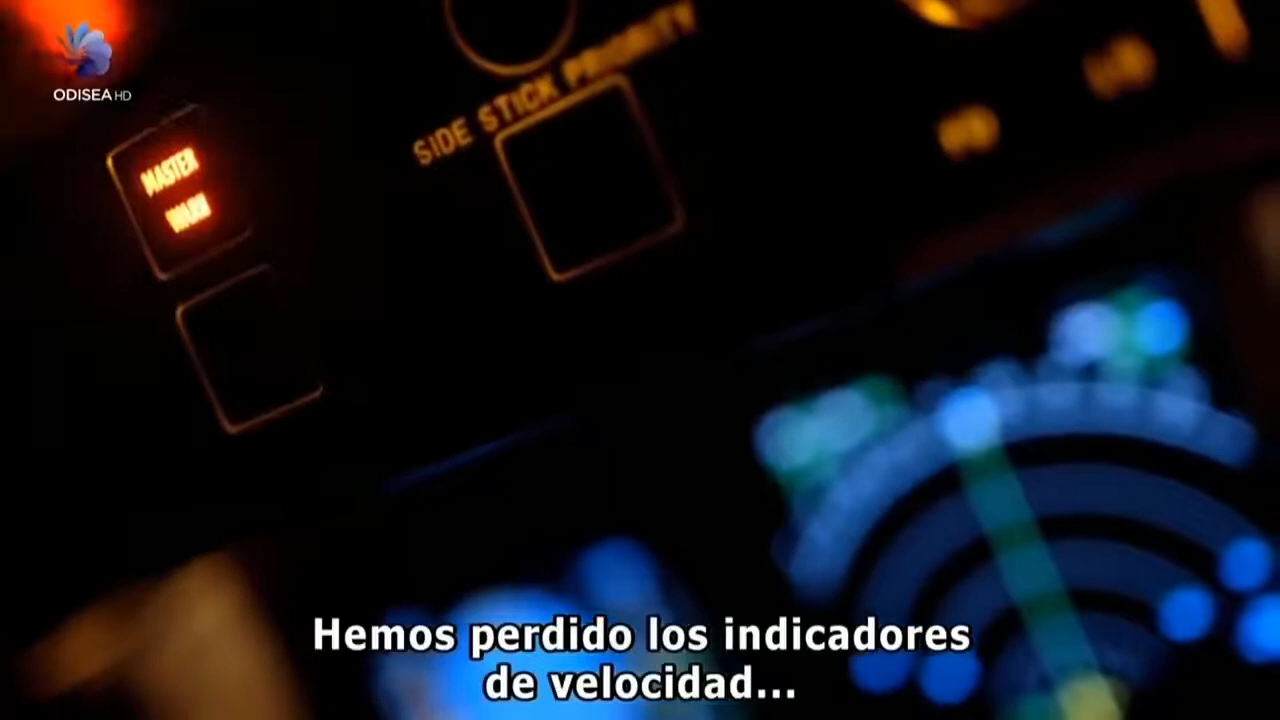 ODISEA HD
SIDE STICK PRIORITY
MASTER
WARN
Hemos perdido los indicadores
de velocidad...